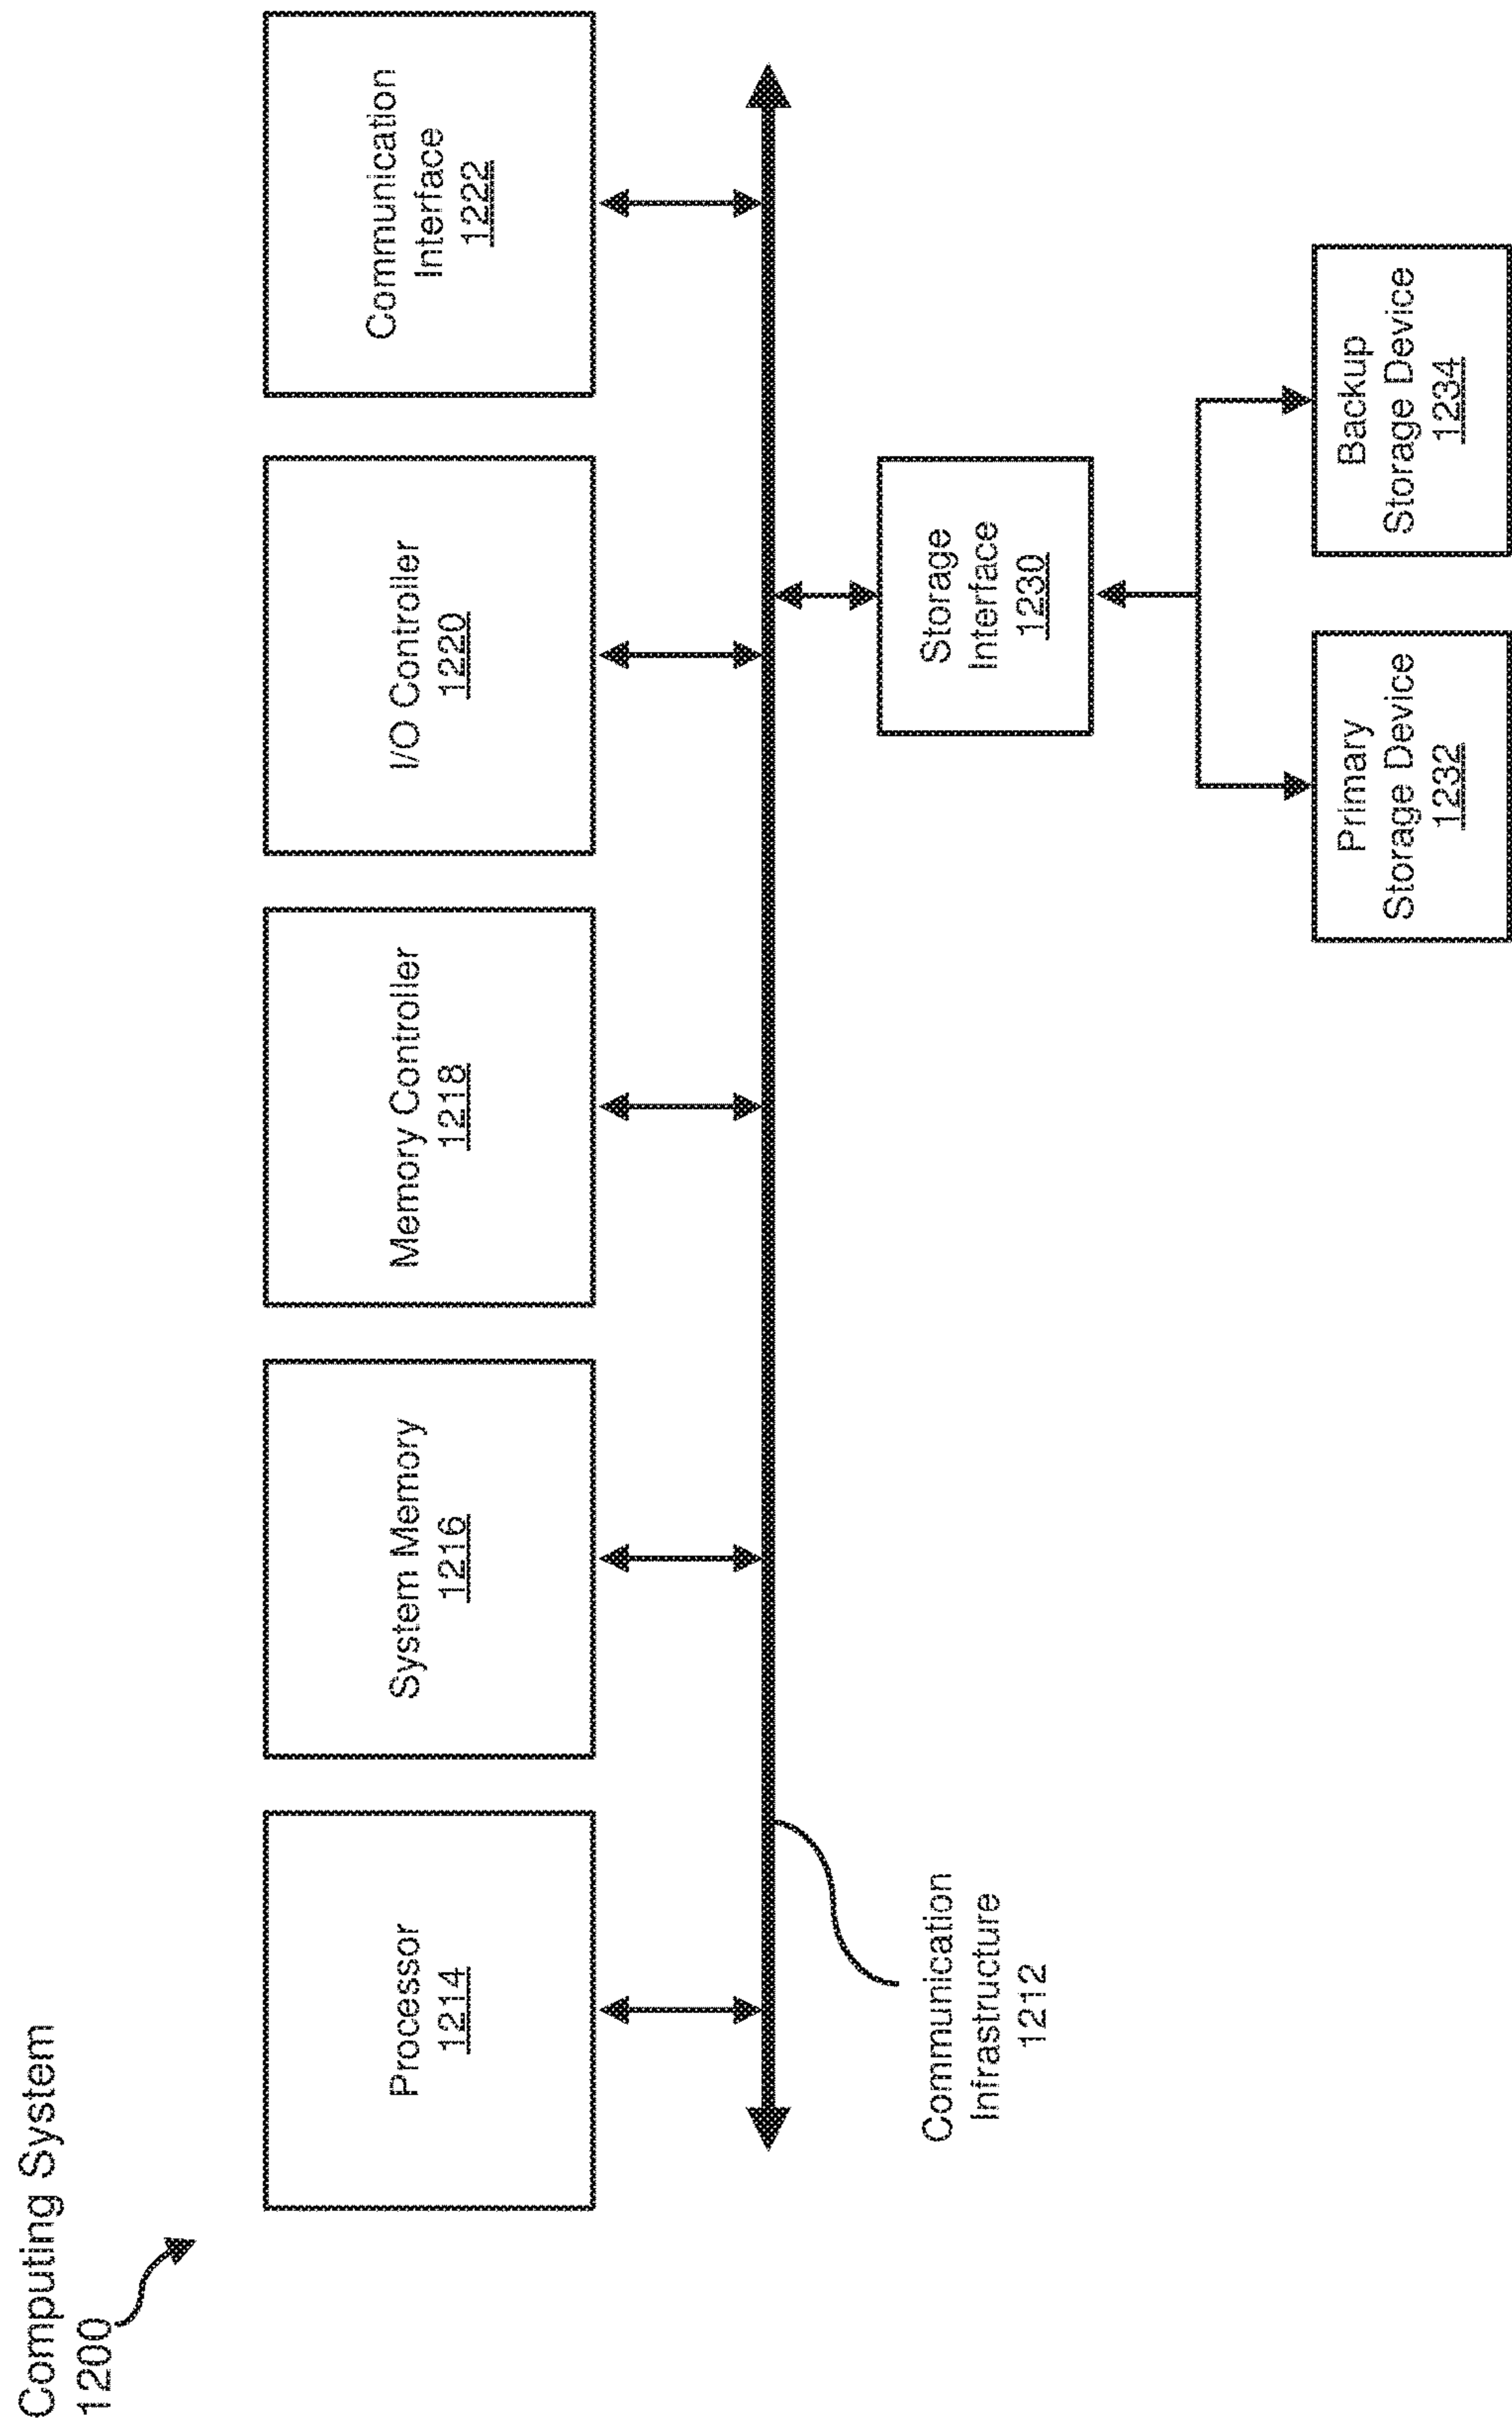 Computing System
1200
Processor
1214
System Memory
1216
Memory Controller
1218
I/O Controller
1220
Communication
Interface
1222
Communication
Infrastructure
1212
Storage
Interface
1230
Primary
Storage Device
1232
Backup
Storage Device
1234